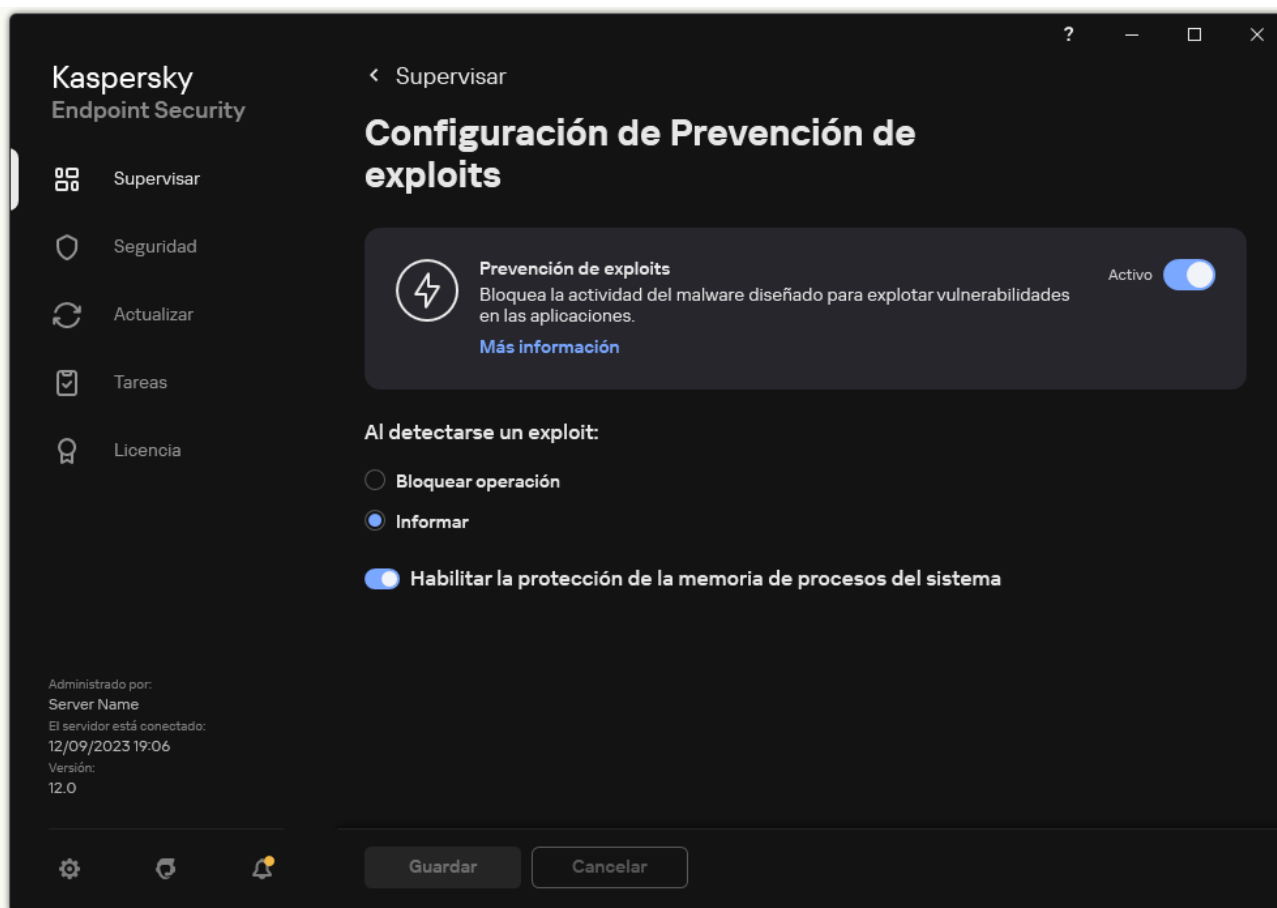 ?
Kaspersky
Endpoint Security
Supervisar
Seguridad
Actualizar
Tareas
Licencia
Administrado por:
Server Name
El servidor está conectado:
12/09/2023 19:06
Versión:
12.0
< Supervisar
Configuración de Prevención de
exploits
Prevención de exploits
Bloquea la actividad del malware diseñado para explotar vulnerabilidades
en las aplicaciones.
Más información
Activo
Al detectarse un exploit:
Bloquear operación
Informar
Habilitar la protección de la memoria de procesos del sistema
Guardar
Cancelar